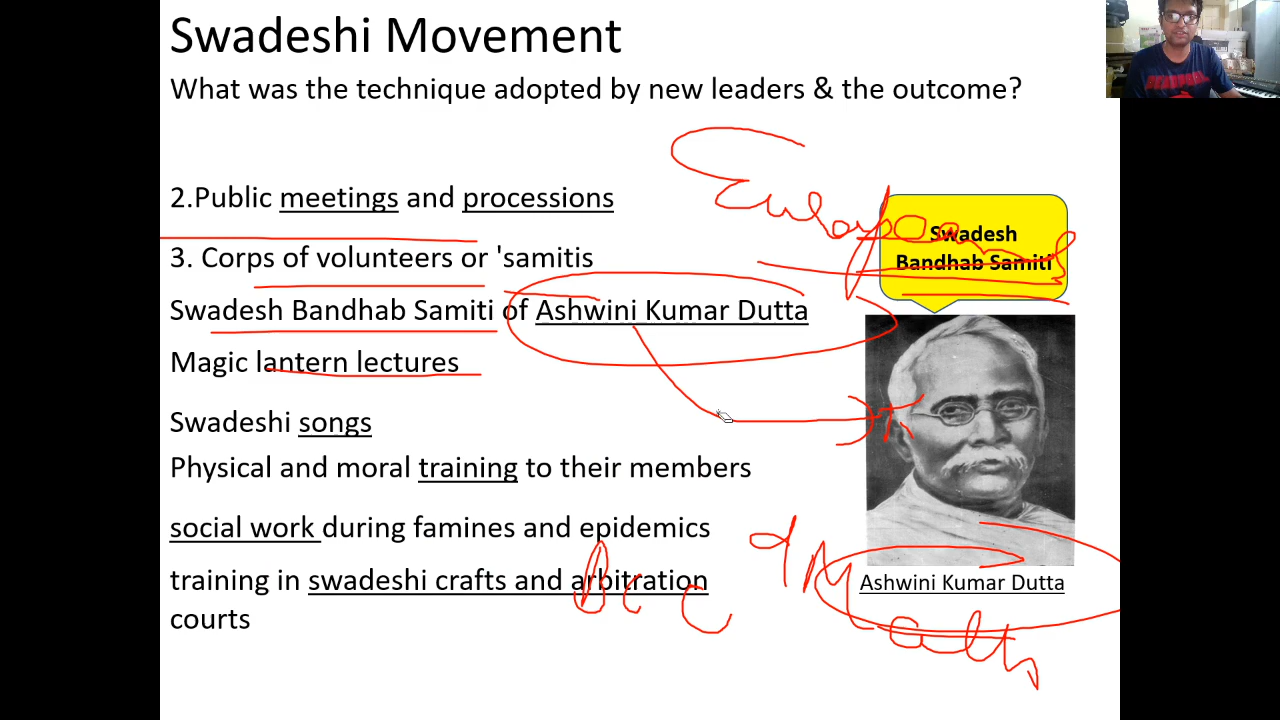 Swadeshi Movement
What was the technique adopted by new leaders & the outcome?
2.Public meetings and processions
3. Corps of volunteers or 'samitis
Swadesh Bandhab Samiti of Ashwini Kumar Dutta
Magic lantern lectures
Swadeshi songs
Physical and moral training to their members
social work during famines and epidemics
training in swadeshi crafts and arbitration
courts
Swadesh
Bandhab Samiti
Ashwini Kumar Dutta